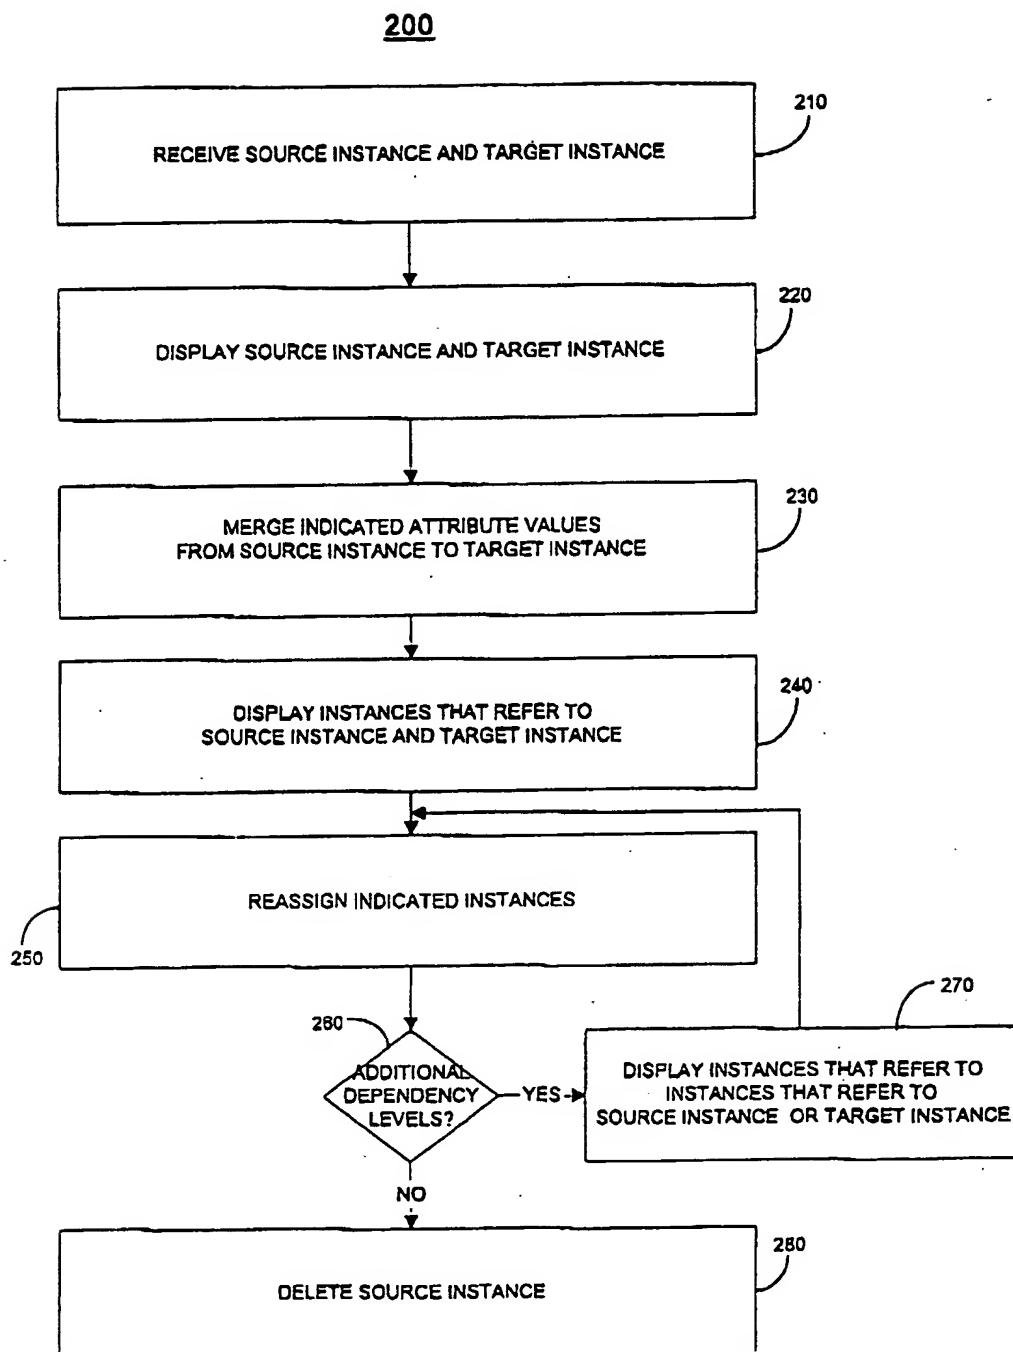 200
210
RECEIVE SOURCE INSTANCE AND TARGET INSTANCE
220
DISPLAY SOURCE INSTANCE AND TARGET INSTANCE
230
MERGE INDICATED ATTRIBUTE VALUES
FROM SOURCE INSTANCE TO TARGET INSTANCE
240
DISPLAY INSTANCES THAT REFER TO
SOURCE INSTANCE AND TARGET INSTANCE
REASSIGN INDICATED INSTANCES
250
260
ADDITIONAL
DEPENDENCY
LEVELS?
YES
270
DISPLAY INSTANCES THAT REFER TO
INSTANCES THAT REFER TO
SOURCE INSTANCE OR TARGET INSTANCE
NO
280
DELETE SOURCE INSTANCE